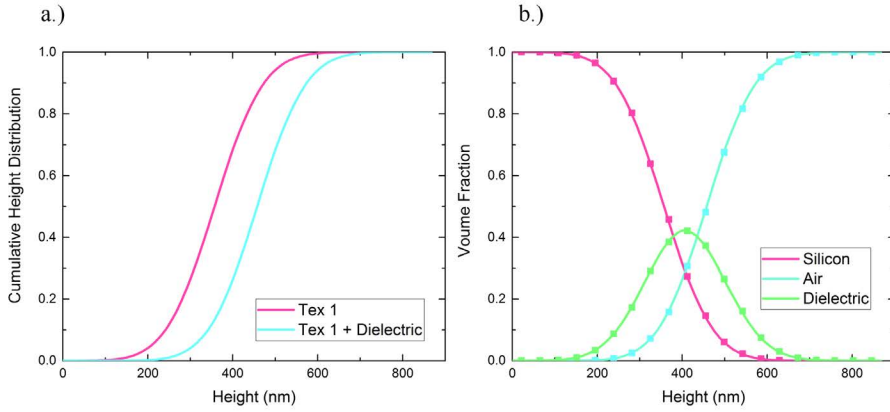 a.)
b.)
Cumulative Height Distribution
1.0
0.8
0.6
0.4
0.2
0.0
0
200
400
600
800
Height (nm)
Tex 1
Tex 1 + Dielectric
Voume Fraction
1.0
0.8
0.6
0.4
0.2
0.0
0
200
400
600
800
Height (nm)
Silicon
Air
Dielectric